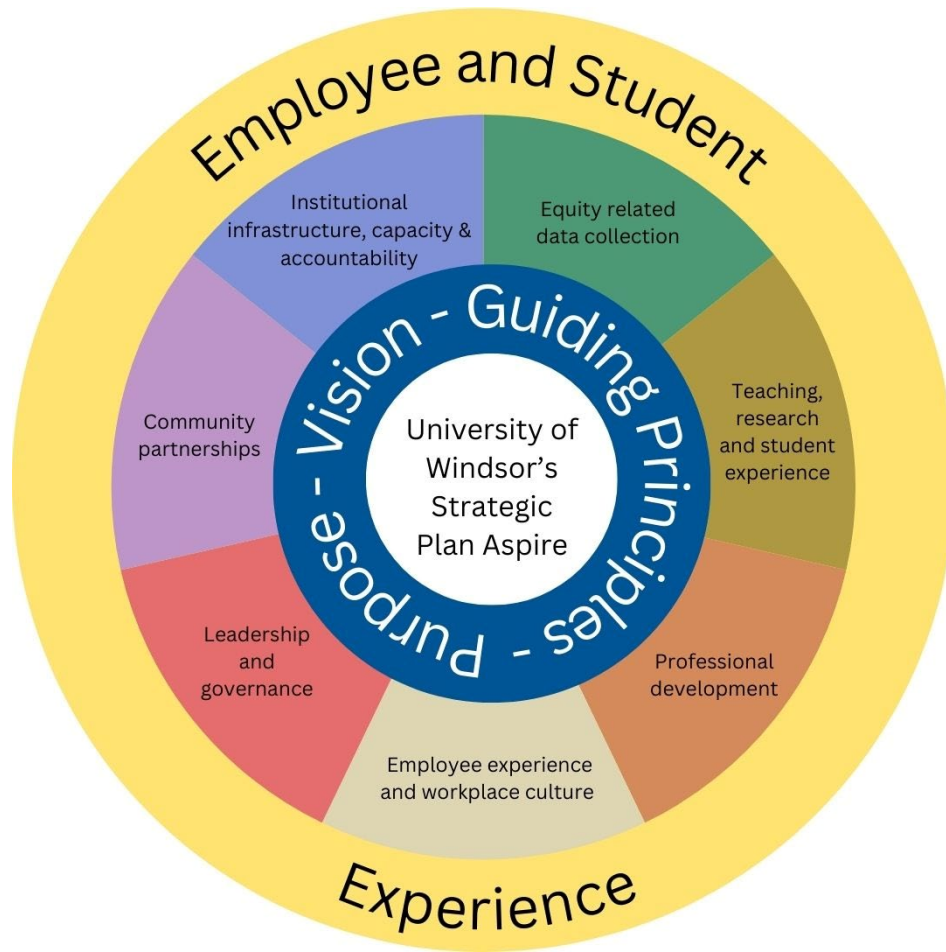 Employee and Student
Institutional
infrastructure, capacity &
accountability
Equity related
data collection
Teaching,
research
and student
experience
Professional
development
Employee experience
and workplace culture
Leadership
and
governance
Community
partnerships
Purpose - Vision - Guiding Principles -
University of
Windsor’s
Strategic
Plan Aspire
Experience